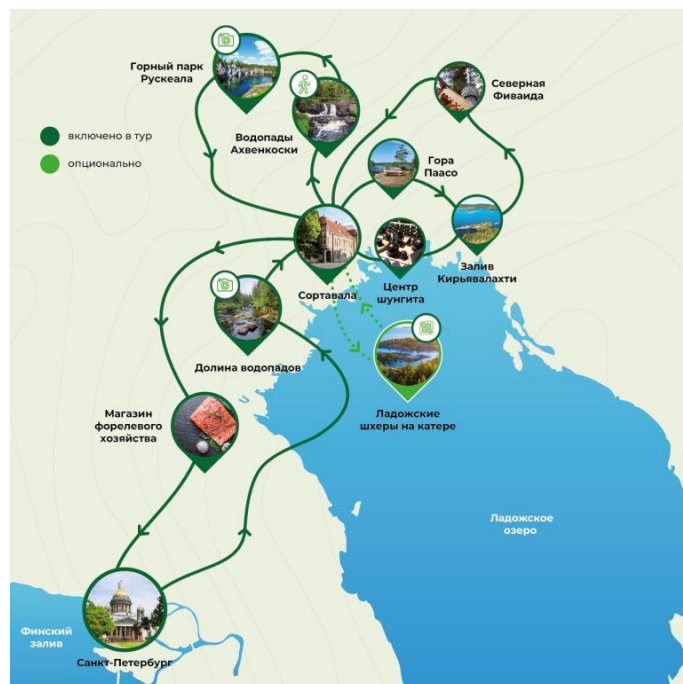 Горный парк
Рускеала
Северная
Фиваида
включено в тур
Водопады
Ахвенкоски
опционально
Гора
Паасо
Сортавала
Центр
шунгита
Залив
Кирьявалахти
Долина водопадов
Магазин
форелевого
хозяйства
Ладожские
шхеры на катере
Ладожское
озеро
Финский
залив
Санкт-Петербург